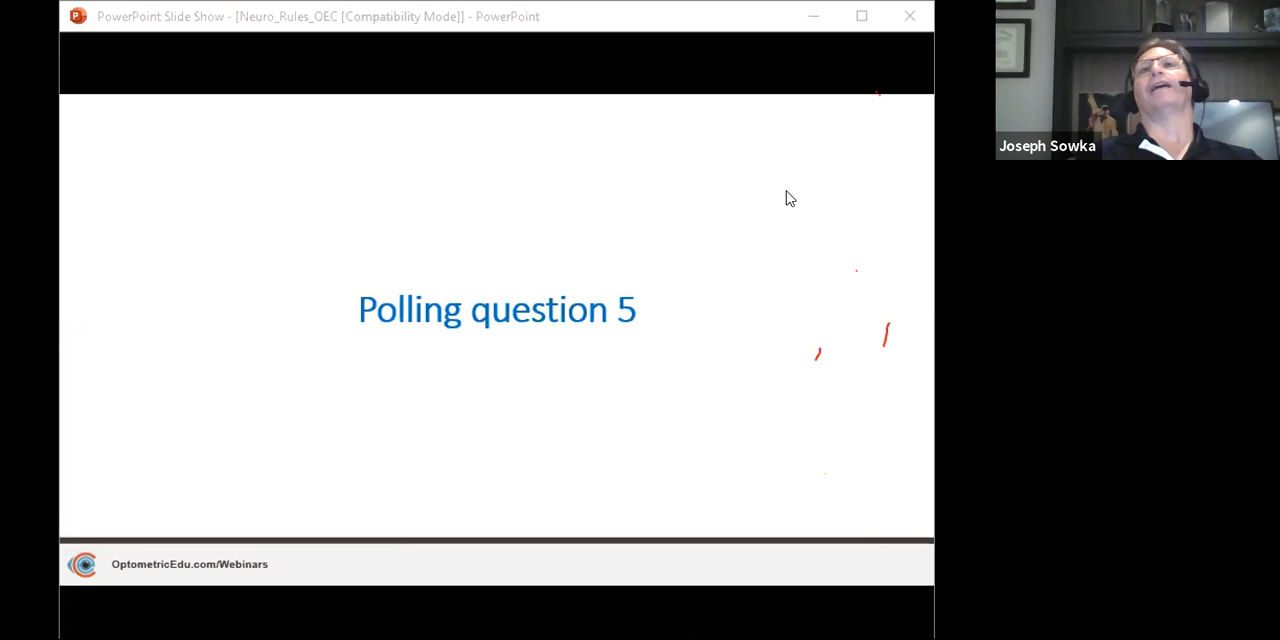 PowerPoint Slide Show - [Neuro_Rules_OEC [Compatibility Mode]] - PowerPoint
Joseph Sowka
Polling question 5
OptometricEdu.com/Webinars